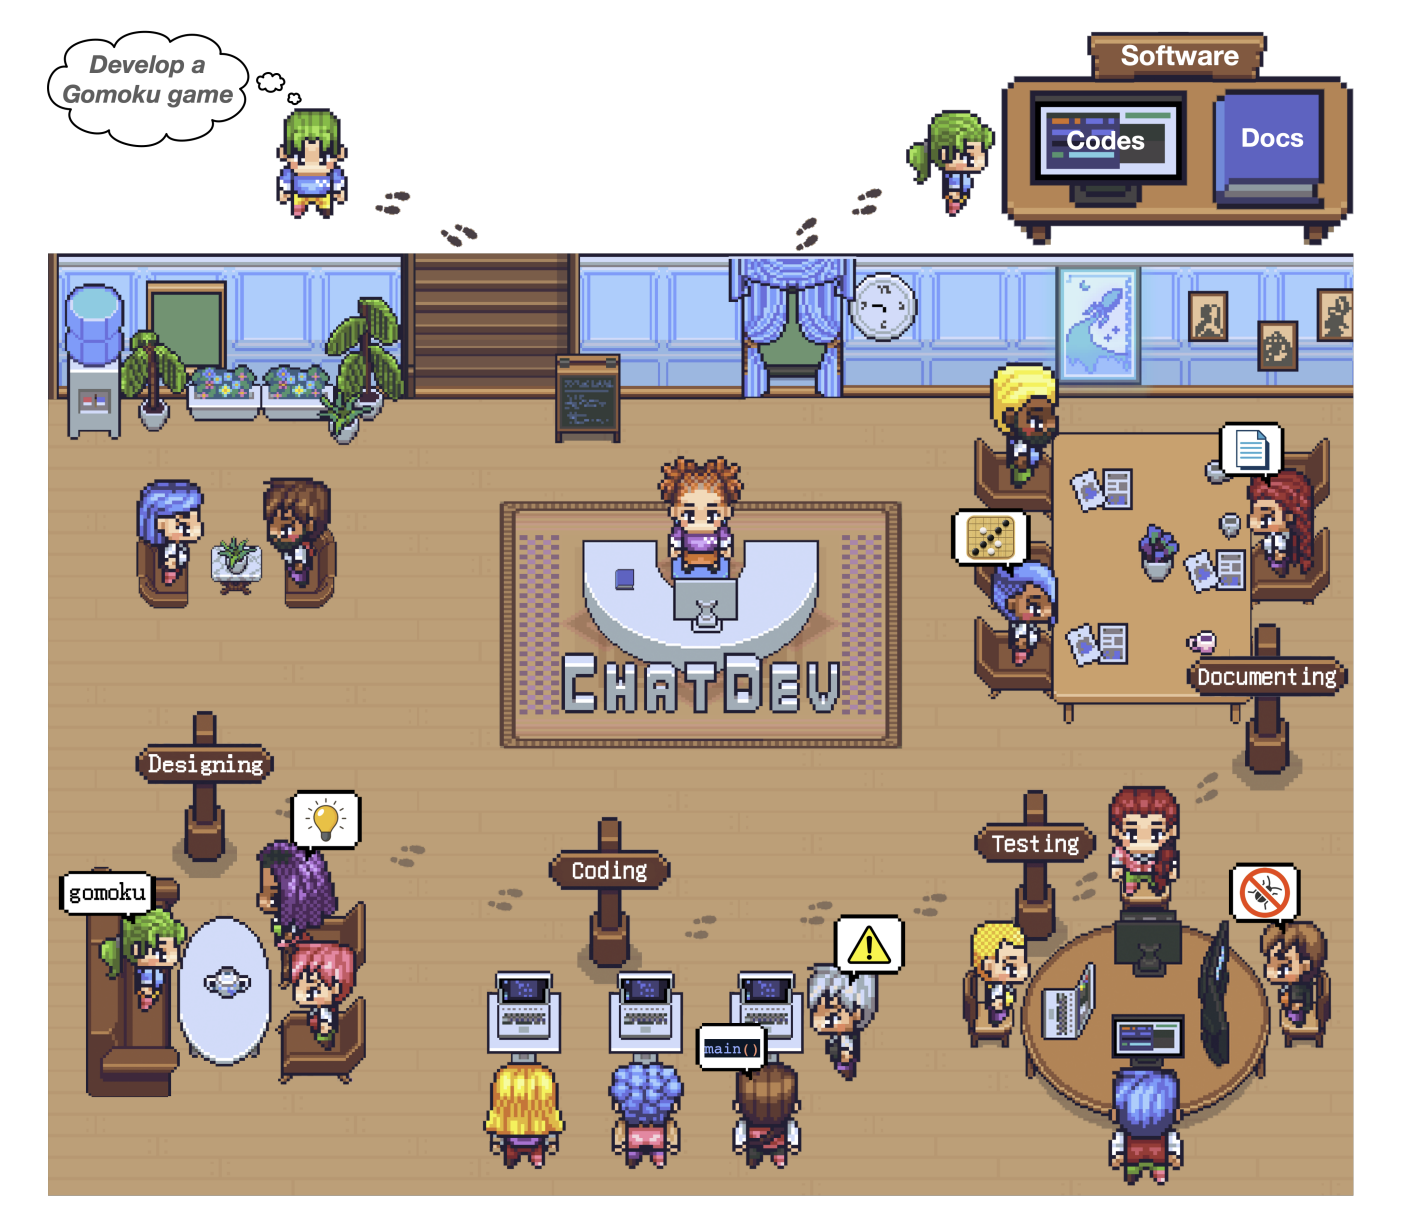 Develop a
Gomoku game
Software
Codes
Docs
CHATDEV
Documenting
Designing
Testing
Coding
gomoku
main()